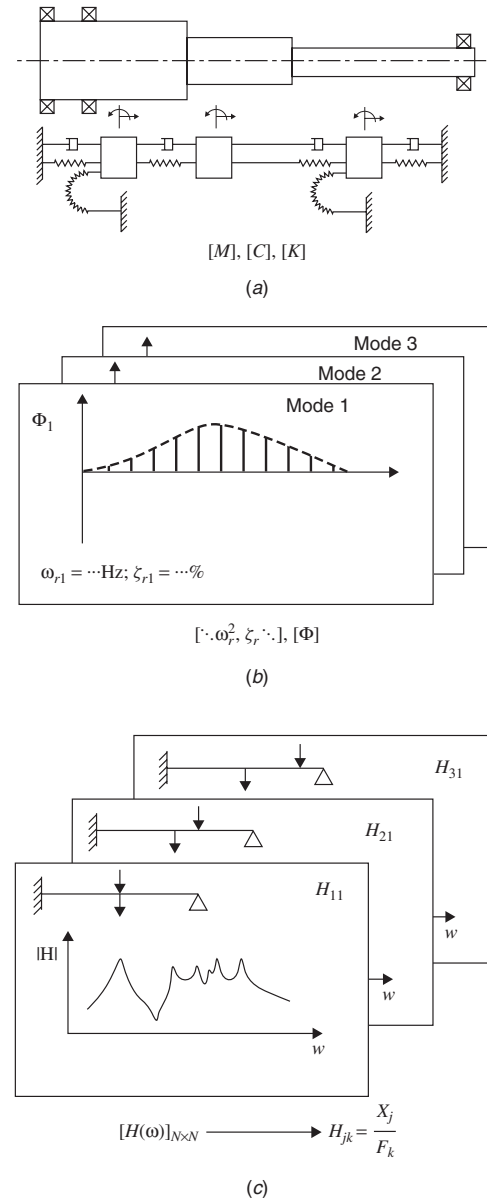 [M], [C], [K]
(a)
Mode 3
Mode 2
Mode 1
Φ₁
ωr1 = ···Hz; ζr1 = ···%
[⋱ωr², ζr⋱], [Φ]
(b)
H₃₁
H₂₁
H₁₁
|H|
w
w
w
[H(ω)]N×N ⟶ Hjk = Xj/Fk
(c)